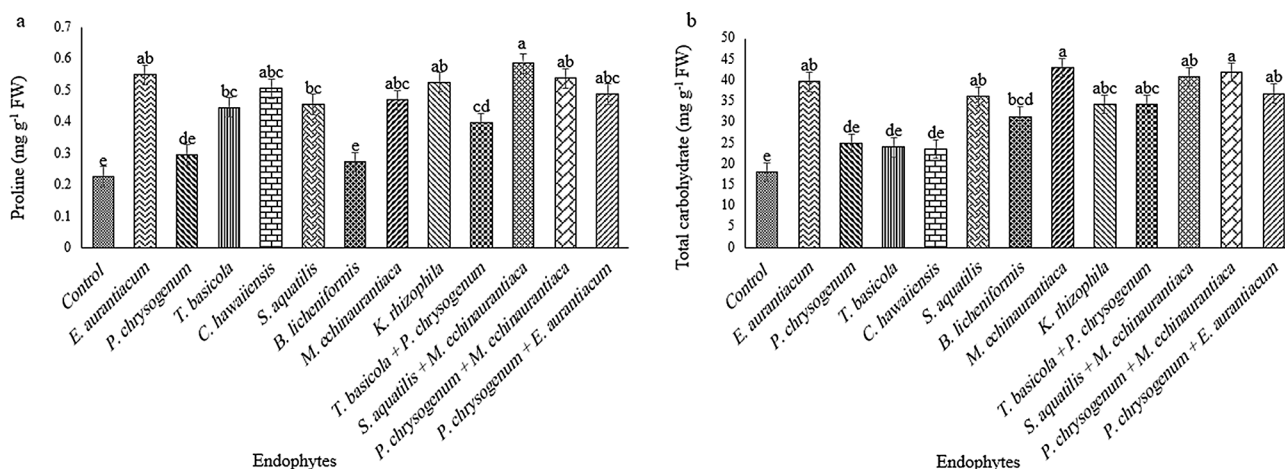 a
Proline (mg g-1 FW)
0.7
0.6
0.5
0.4
0.3
0.2
0.1
0
e
ab
de
bc
abc
bc
e
abc
ab
cd
a
ab
abc
Control
E. aurantiacum
P. chrysogenum
T. basicola
C. hawaiiensis
S. aquatilis
B. licheniformis
M. echinaurantiaca
K. rhizophila
T. basicola + P. chrysogenum
S. aquatilis + M. echinaurantiaca
P. chrysogenum + M. echinaurantiaca
P. chrysogenum + E. aurantiacum
Endophytes
b
Total carbohydrate (mg g-1 FW)
50
45
40
35
30
25
20
15
10
5
0
e
ab
de
de
de
ab
bcd
a
abc
abc
ab
a
ab
Control
E. aurantiacum
P. chrysogenum
T. basicola
C. hawaiiensis
S. aquatilis
B. licheniformis
M. echinaurantiaca
K. rhizophila
T. basicola + P. chrysogenum
S. aquatilis + M. echinaurantiaca
P. chrysogenum + M. echinaurantiaca
P. chrysogenum + E. aurantiacum
Endophytes